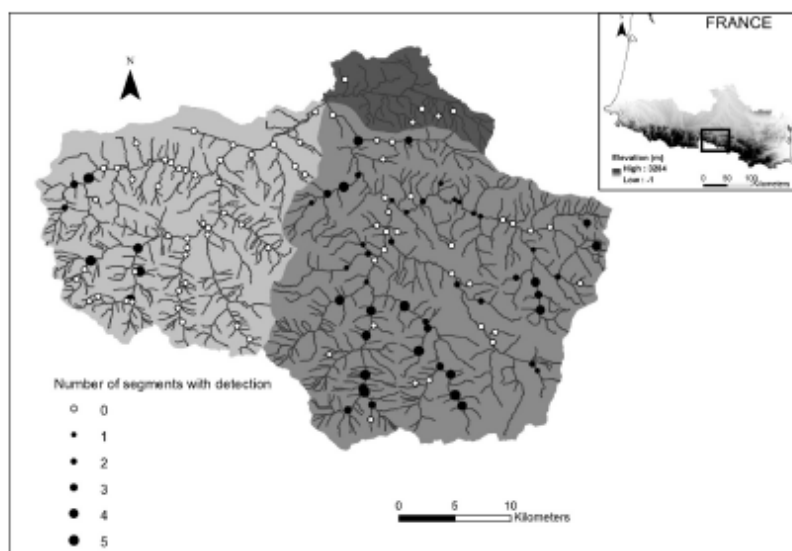 FRANCE
N
Elevation [m]
High : 3284
Low : -1
0 50 100
Kilometers
Number of segments with detection
0
1
2
3
4
5
0 5 10
Kilometers